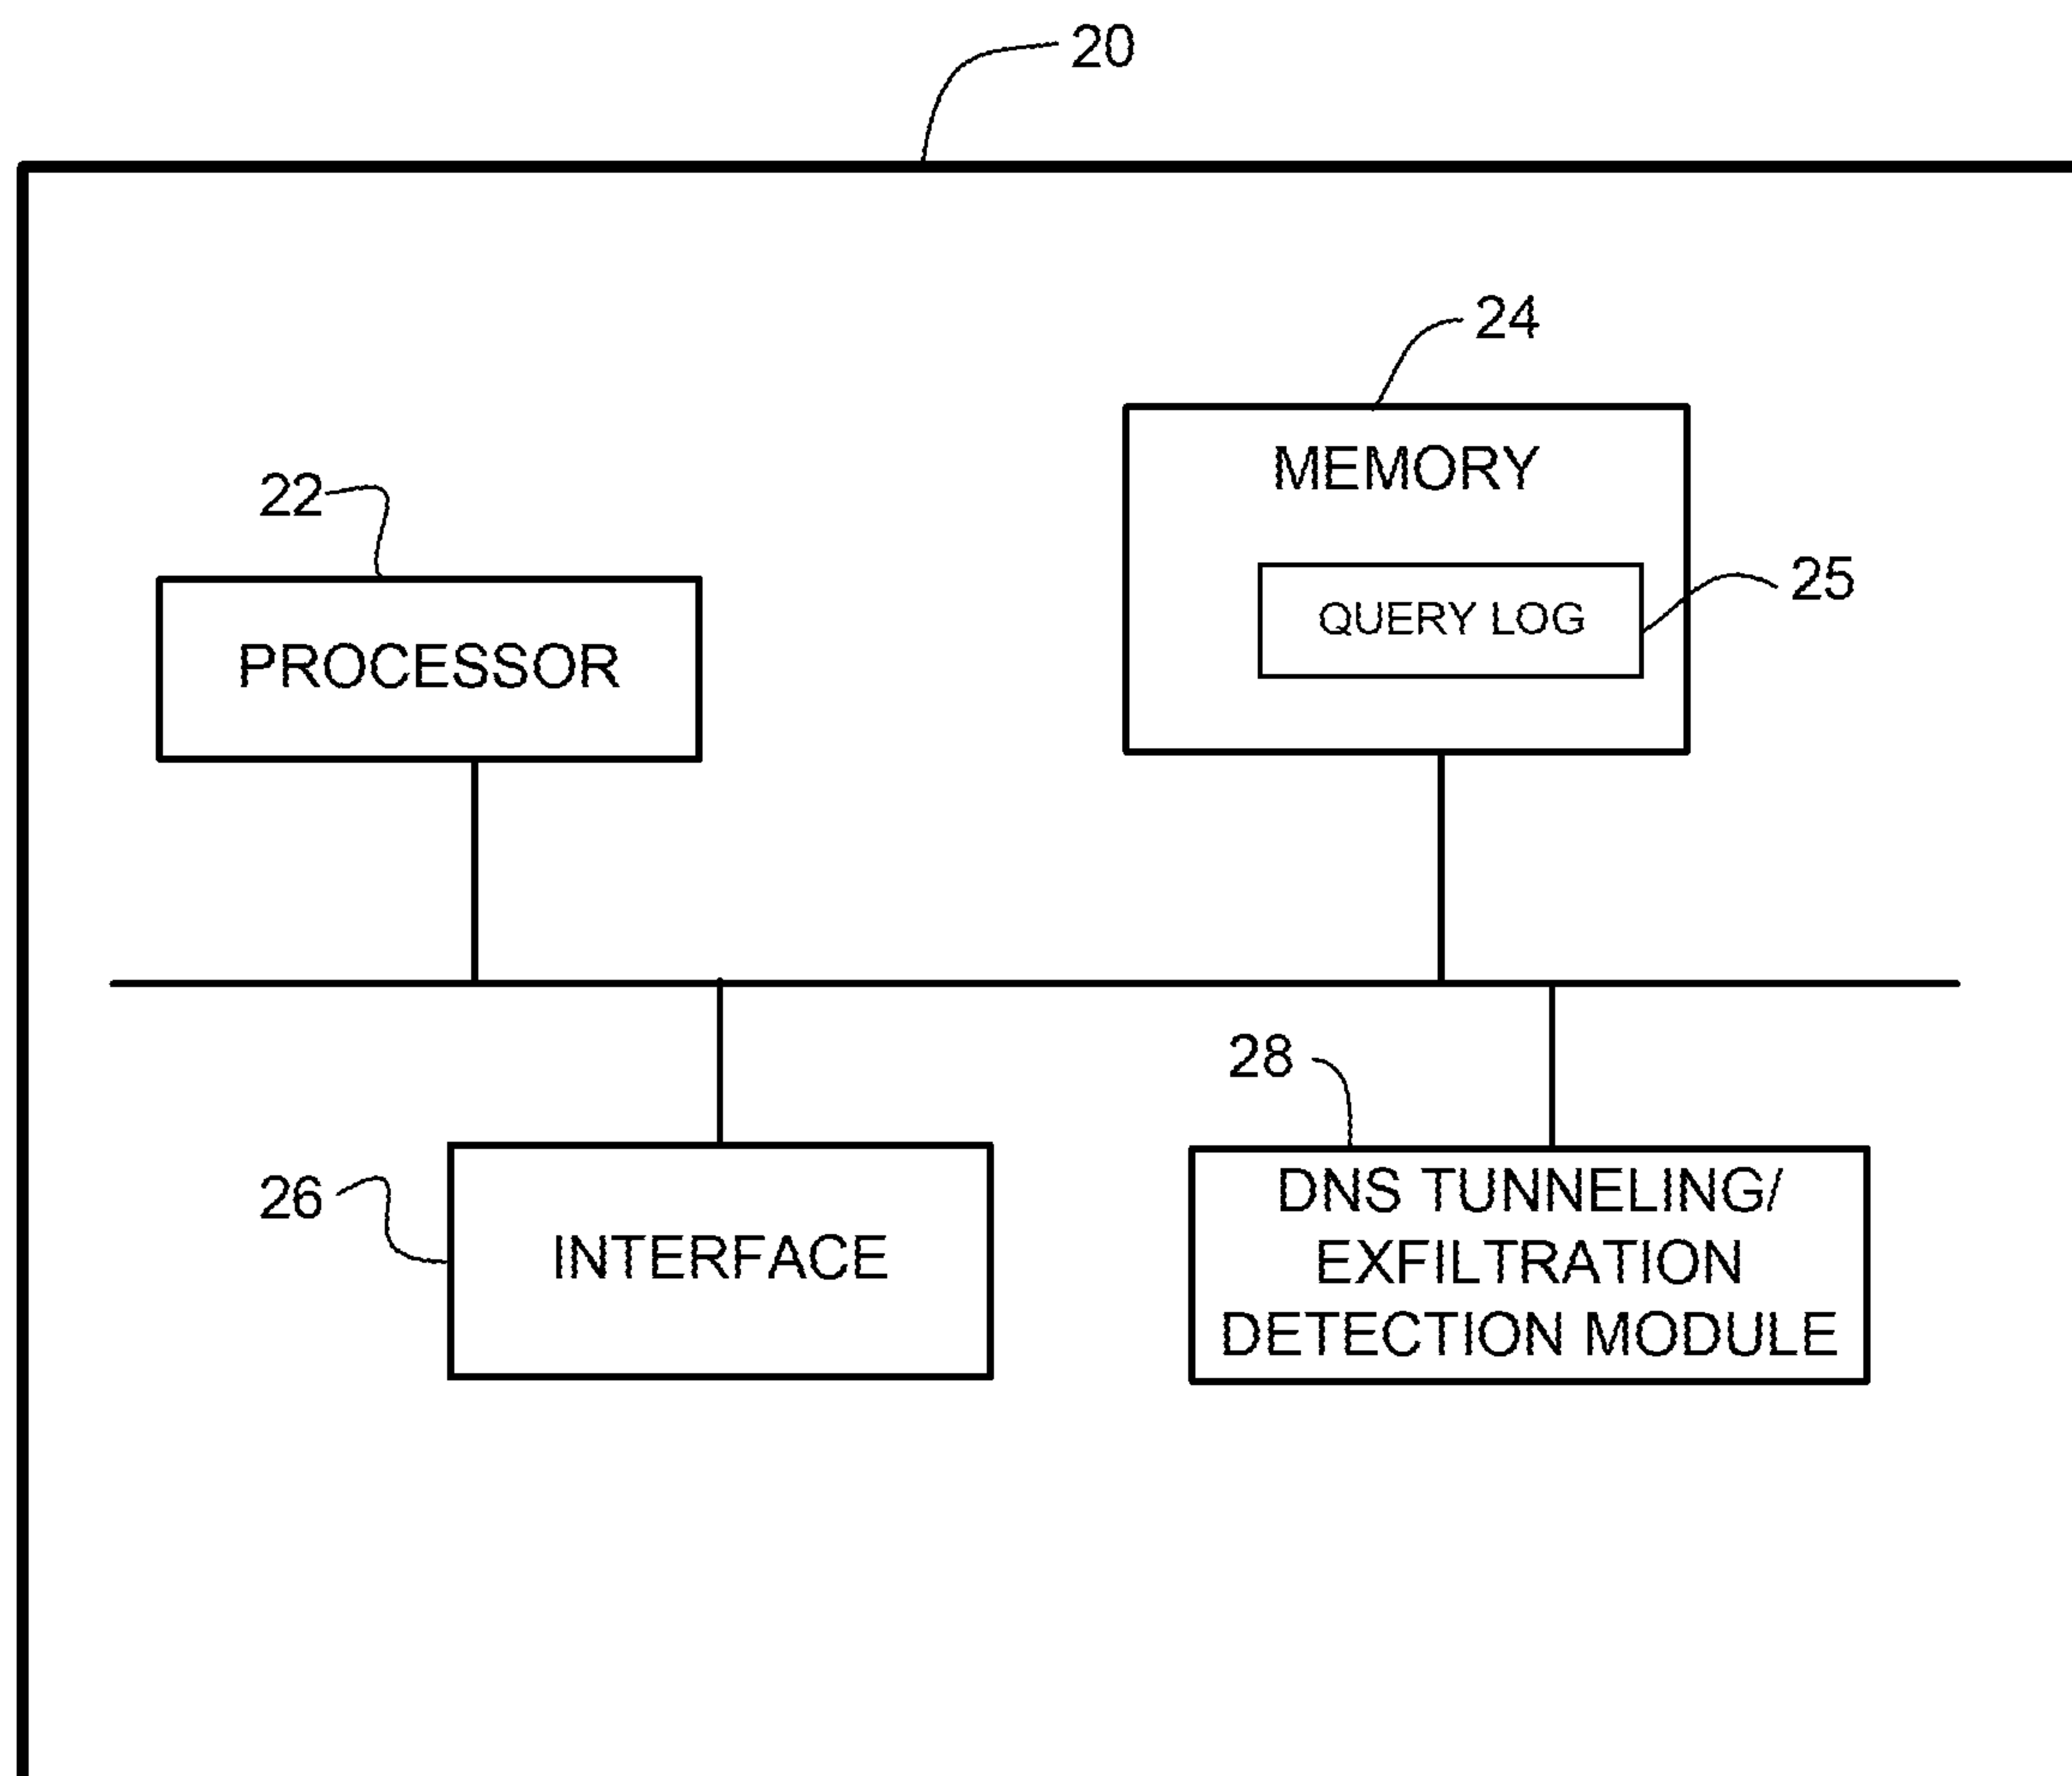 20
24
MEMORY
22
25
QUERY LOG
PROCESSOR
28
26
INTERFACE
DNS TUNNELING/
EXFILTRATION
DETECTION MODULE